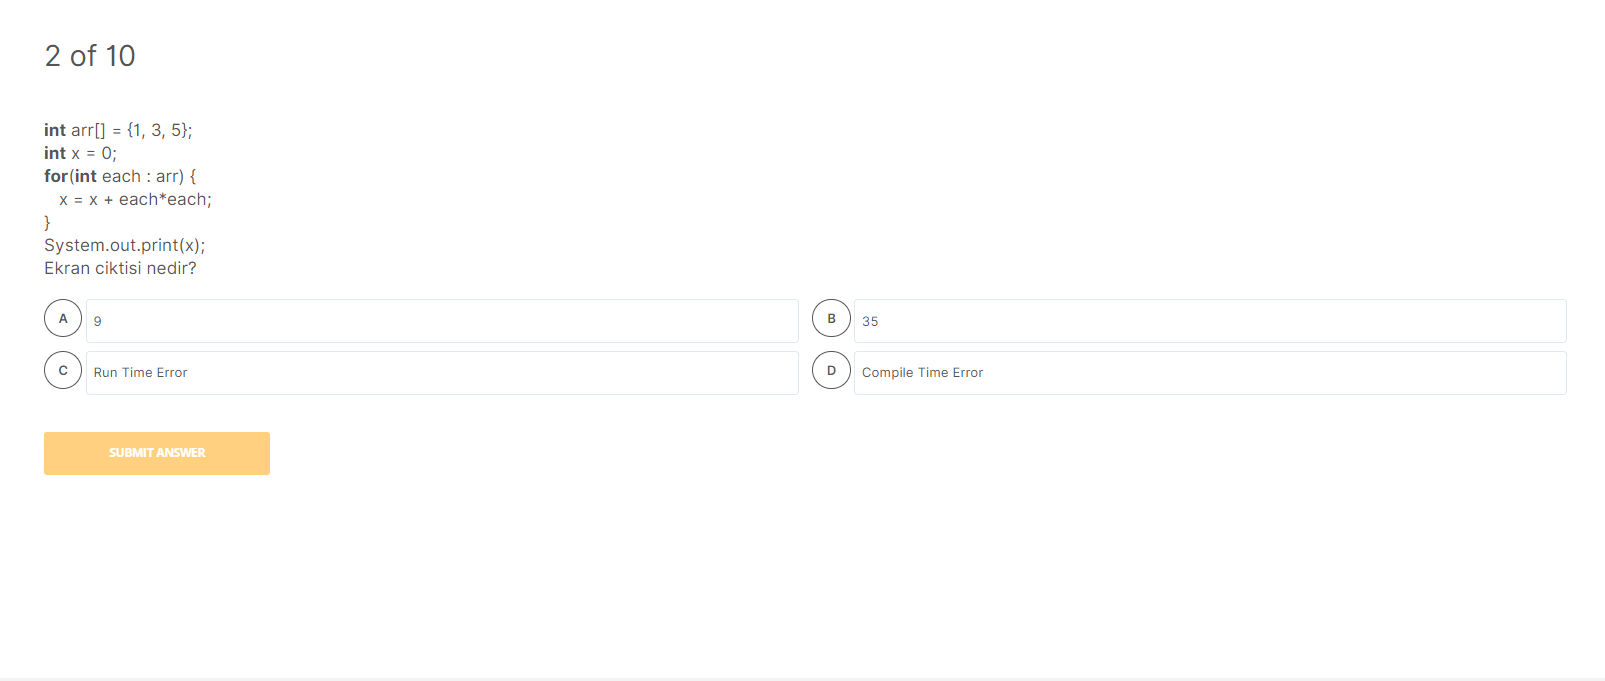 2 of 10
int arr[] = {1, 3, 5};
int x = 0;
for(int each : arr) {
x = x + each*each;
}
System.out.print(x);
Ekran ciktisi nedir?
A 9
B 35
C Run Time Error
D Compile Time Error
SUBMIT ANSWER